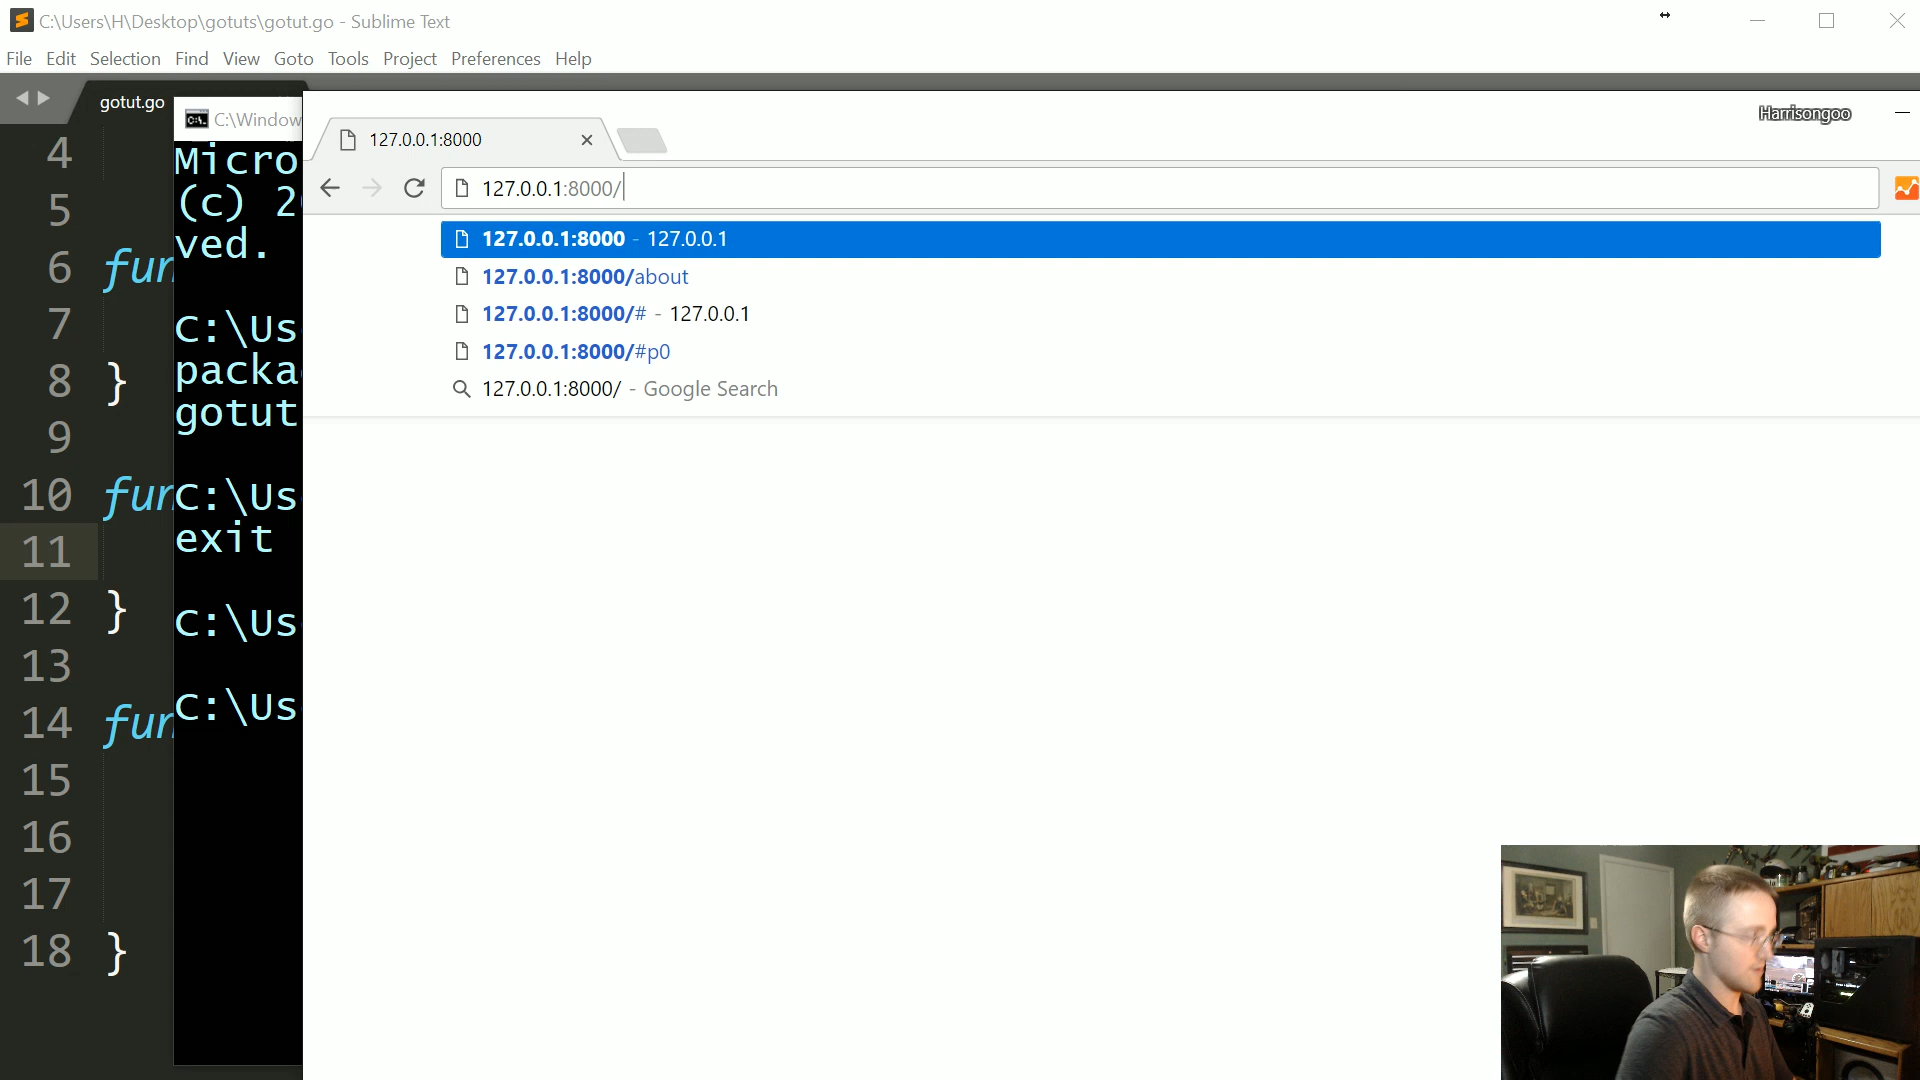 C:\Users\H\Desktop\gotuts\gotut.go - Sublime Text
File Edit Selection Find View Goto Tools Project Preferences Help
gotut.go
C:\Window
Harrisongoo
127.0.0.1:8000
127.0.0.1:8000/
127.0.0.1:8000 - 127.0.0.1
127.0.0.1:8000/about
127.0.0.1:8000/# - 127.0.0.1
127.0.0.1:8000/#p0
127.0.0.1:8000/ - Google Search
4
5
6 fun
7
8 }
9
10 fun
11
12 }
13
14 fun
15
16
17
18 }
Micro
(c) 2
ved.
C:\Us
packa
gotut
C:\Us
exit
C:\Us
C:\Us